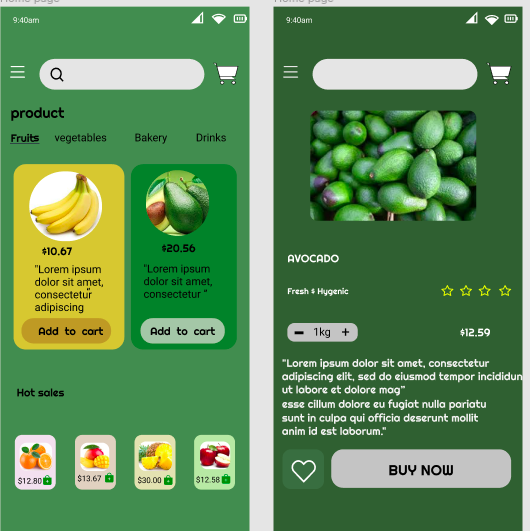 Home page
9:40am
product
Fruits vegetables Bakery Drinks
$10.67
"Lorem ipsum
dolor sit amet,
consectetur
adipiscing
Add to cart
$20.56
"Lorem ipsum
dolor sit amet,
consectetur "
Add to cart
Hot sales
$12.80 $13.67 $30.00 $12.58
Home page
9:40am
AVOCADO
Fresh & Hygenic
- 1kg + $12.59
"Lorem ipsum dolor sit amet, consectetur
adipiscing elit, sed do eiusmod tempor incididun
ut labore et dolore mag"
esse cillum dolore eu fugiat nulla pariatu
sunt in culpa qui officia deserunt mollit
anim id est laborum."
BUY NOW